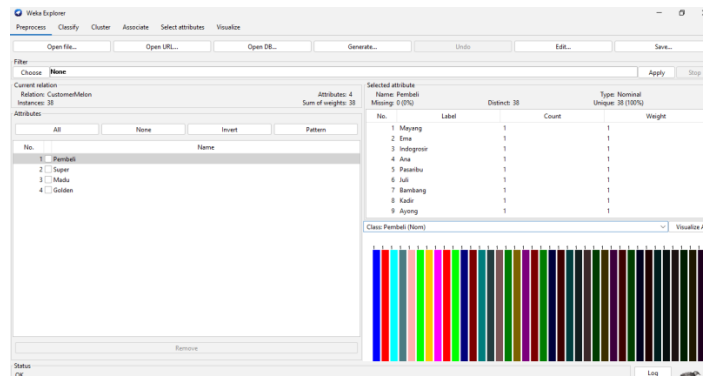 Weka Explorer
Preprocess Classify Cluster Associate Select attributes Visualize
Open file... Open URL... Open DB... Generate... Undo Edit... Save...
Filter
Choose None Apply Stop
Current relation
Relation: CustomerMelon Attributes: 4
Instances: 38 Sum of weights: 38
Attributes
All None Invert Pattern
No. Name
1 Pembeli
2 Super
3 Madu
4 Golden
Remove
Selected attribute
Name: Pembeli Type: Nominal
Missing: 0 (0%) Distinct: 38 Unique: 38 (100%)
No. Label Count Weight
1 Mayang 1 1
2 Ema 1 1
3 Indogrosir 1 1
4 Ana 1 1
5 Pasaribu 1 1
6 Juli 1 1
7 Bambang 1 1
8 Kadir 1 1
9 Ayong 1 1
Class: Pembeli (Nom) Visualize A
Status
OK Log